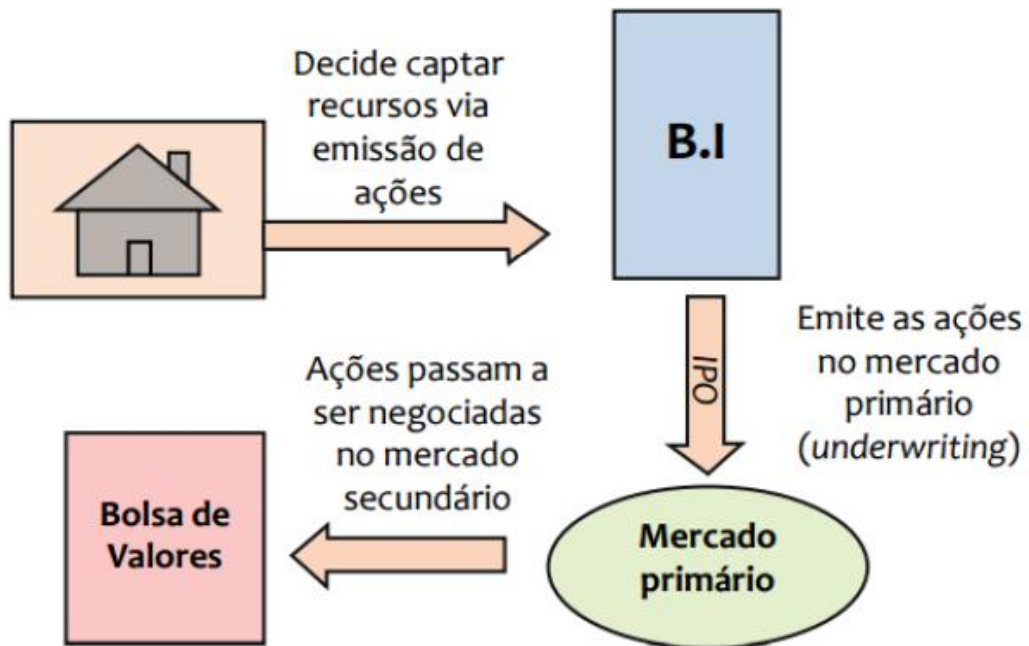 Decide captar
recursos via
emissão de
ações
B.I
IPO
Emite as ações
no mercado
primário
(underwriting)
Mercado
primário
Ações passam a
ser negociadas
no mercado
secundário
Bolsa de
Valores